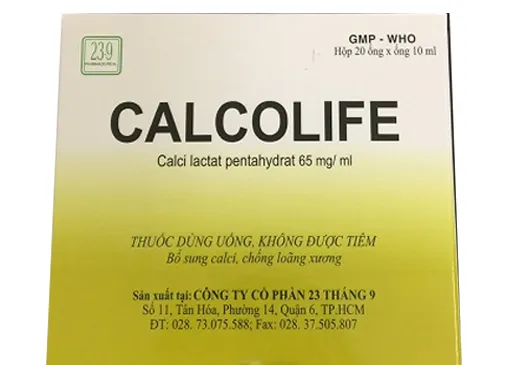 GMP - WHO
Hộp 20 ống x ống 10 ml
23·9
PHARMACEUTICAL
CALCOLIFE
Calci lactat pentahydrat 65 mg/ ml
THUỐC DÙNG UỐNG, KHÔNG ĐƯỢC TIÊM
Bổ sung calci, chống loãng xương
Sản xuất tại: CÔNG TY CỔ PHẦN 23 THÁNG 9
Số 11, Tân Hóa, Phường 14, Quận 6, TP.HCM
ĐT: 028. 73.075.588; Fax: 028. 37.505.807